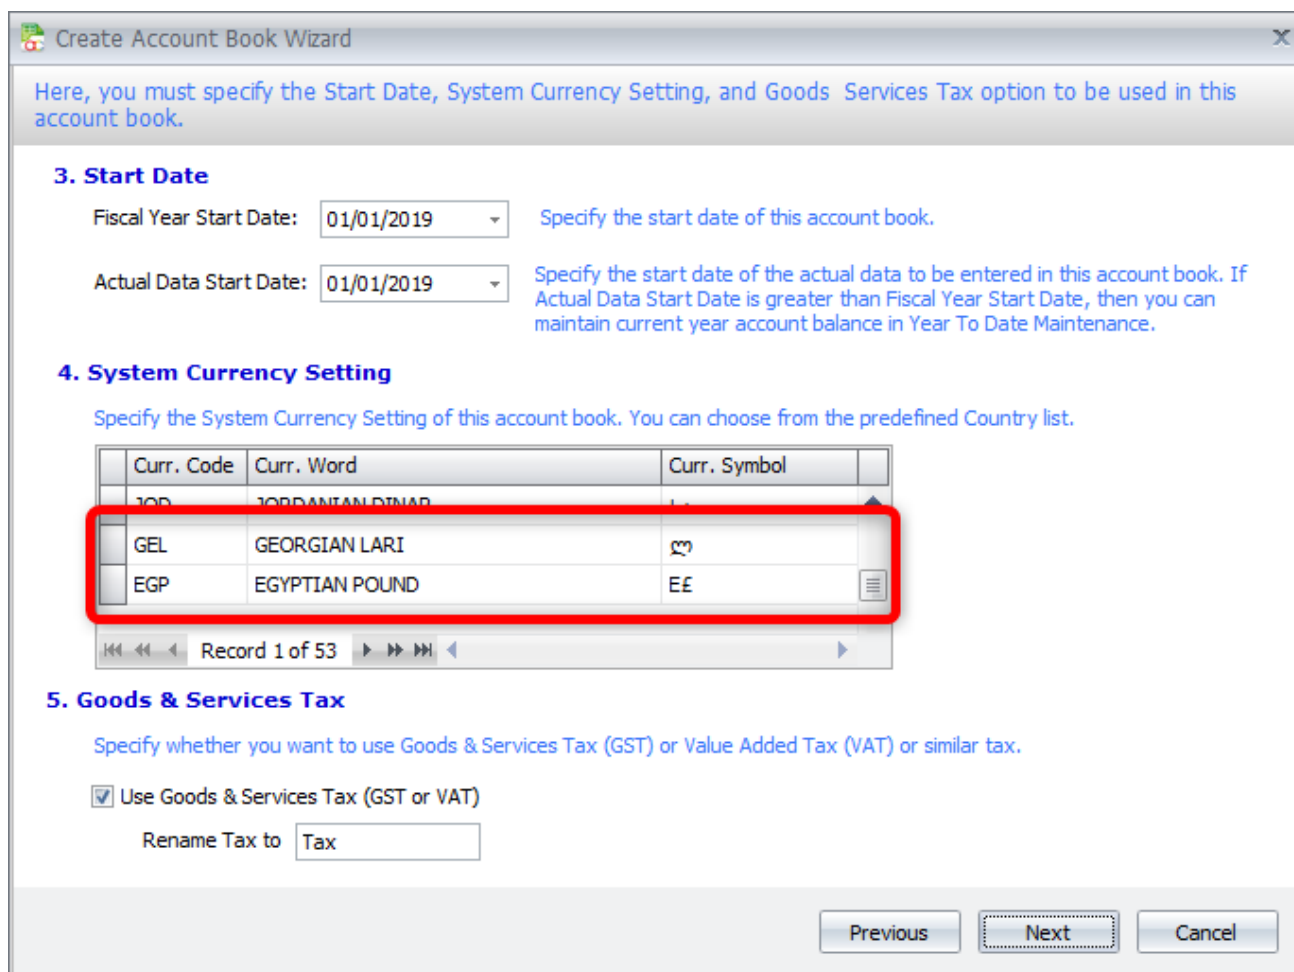 Create Account Book Wizard
Here, you must specify the Start Date, System Currency Setting, and Goods  Services Tax option to be used in this
account book.
3. Start Date
Fiscal Year Start Date: 01/01/2019 Specify the start date of this account book.
Actual Data Start Date: 01/01/2019 Specify the start date of the actual data to be entered in this account book. If
Actual Data Start Date is greater than Fiscal Year Start Date, then you can
maintain current year account balance in Year To Date Maintenance.
4. System Currency Setting
Specify the System Currency Setting of this account book. You can choose from the predefined Country list.
Curr. Code Curr. Word Curr. Symbol
JOD JORDANIAN DINAR
GEL GEORGIAN LARI ლ
EGP EGYPTIAN POUND E£
Record 1 of 53
5. Goods & Services Tax
Specify whether you want to use Goods & Services Tax (GST) or Value Added Tax (VAT) or similar tax.
Use Goods & Services Tax (GST or VAT)
Rename Tax to Tax
Previous Next Cancel